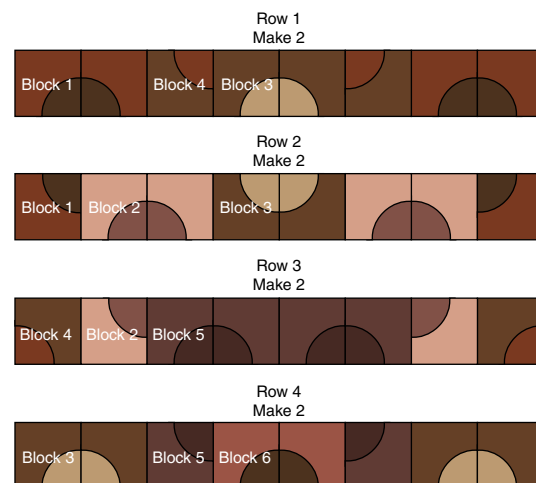 Row 1
Make 2
Block 1 Block 4 Block 3
Row 2
Make 2
Block 1 Block 2 Block 3
Row 3
Make 2
Block 4 Block 2 Block 5
Row 4
Make 2
Block 3 Block 5 Block 6